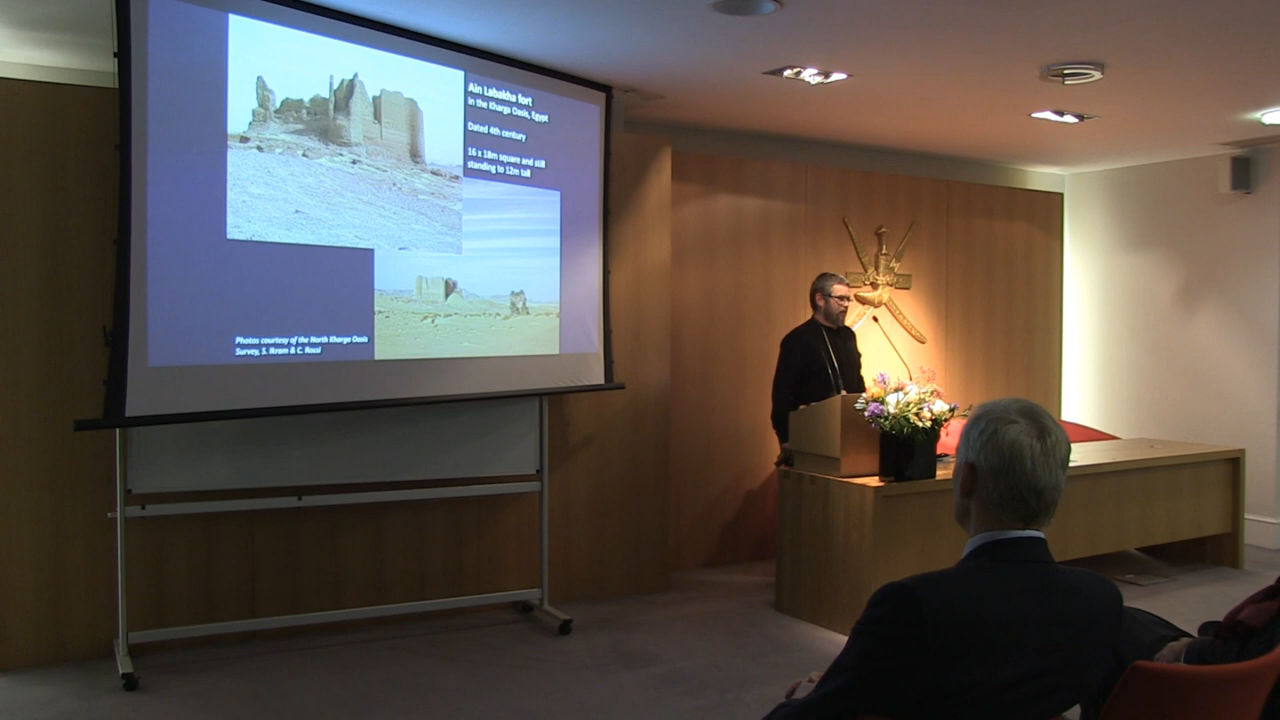 Ain Labakha fort
in the Kharga Oasis, Egypt
Dated 4th century
16 x 18m square and still
standing to 12m tall
Photos courtesy of the North Kharga Oasis
Survey, S. Ikram & C. Rossi